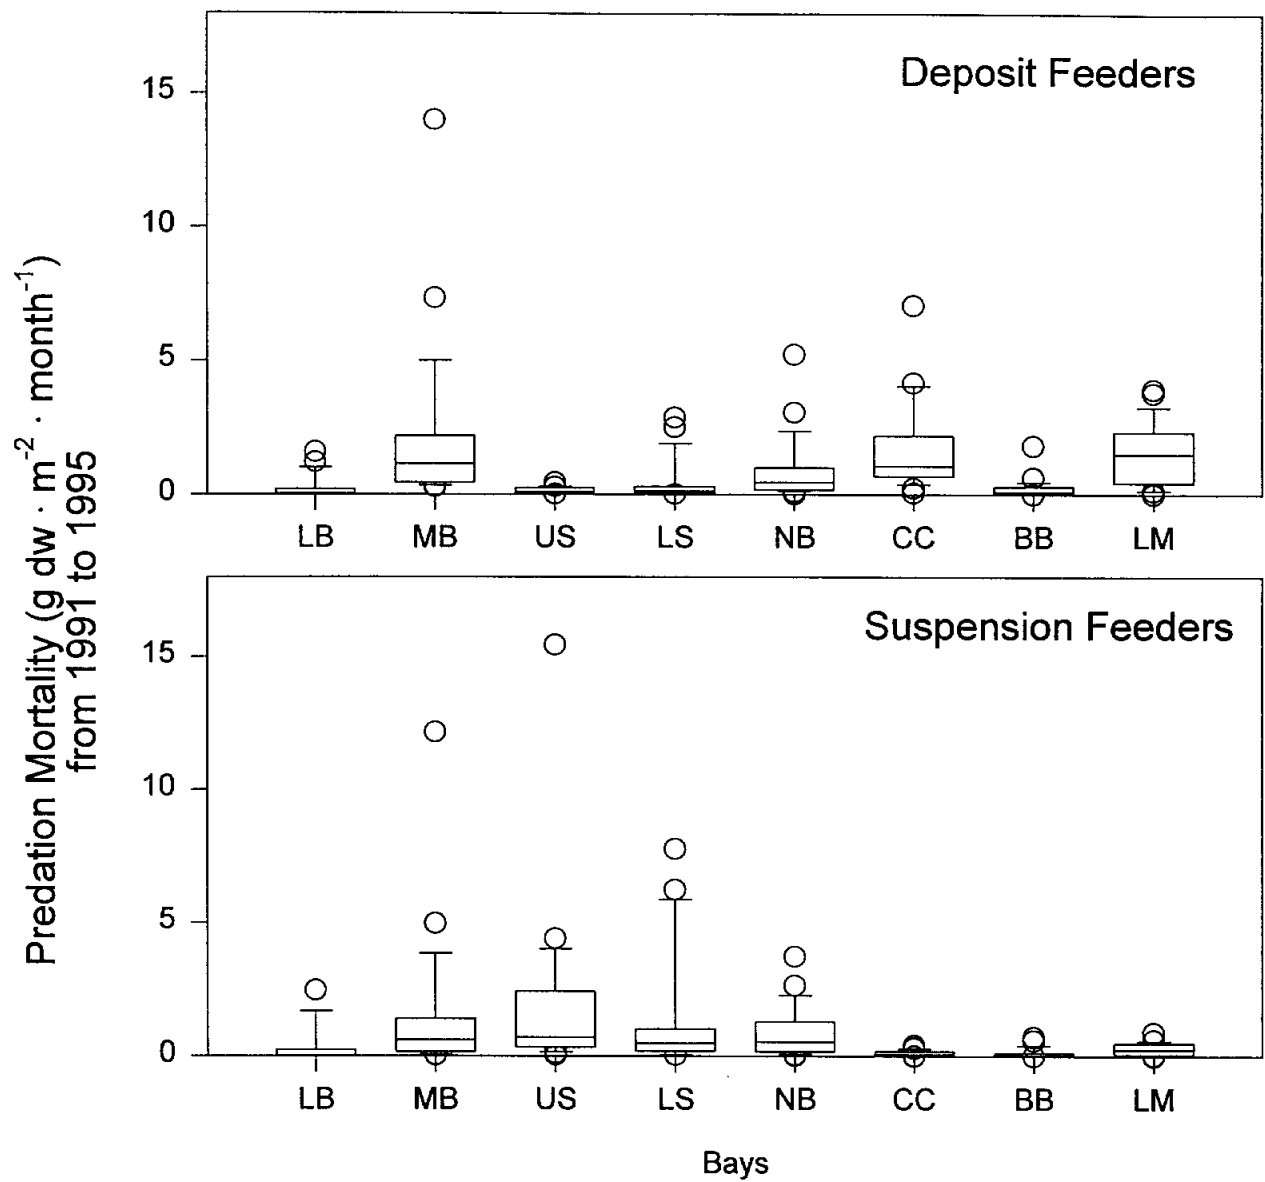 Predation Mortality (g dw · m⁻² · month⁻¹)
from 1991 to 1995
Deposit Feeders
15
10
5
0
LB MB US LS NB CC BB LM
Suspension Feeders
15
10
5
0
LB MB US LS NB CC BB LM
Bays